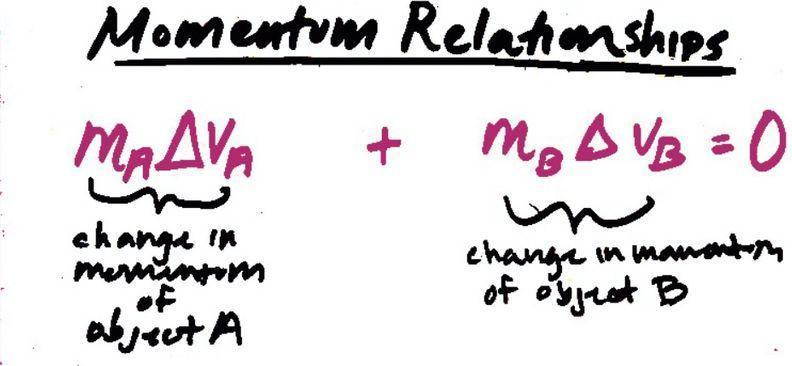 Momentum Relationships
mAΔVA + mBΔVB = 0
change in
momentum
of
object A
change in momentum
of object B